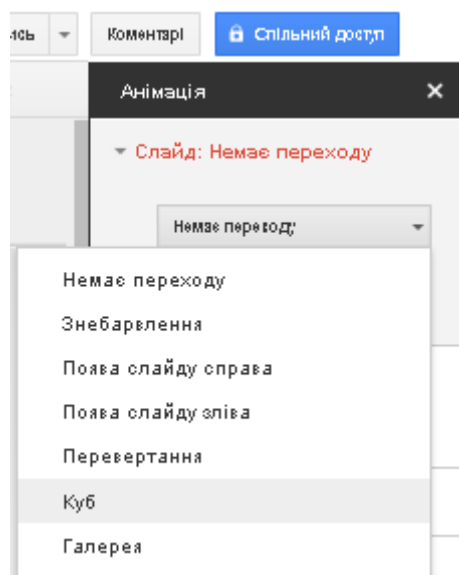 ись
Коментарі
Спільний доступ
Анімація
Слайд: Немає переходу
Немає переходу
Немає переходу
Знебарвлення
Поява слайду справа
Поява слайду зліва
Перевертання
Куб
Галерея